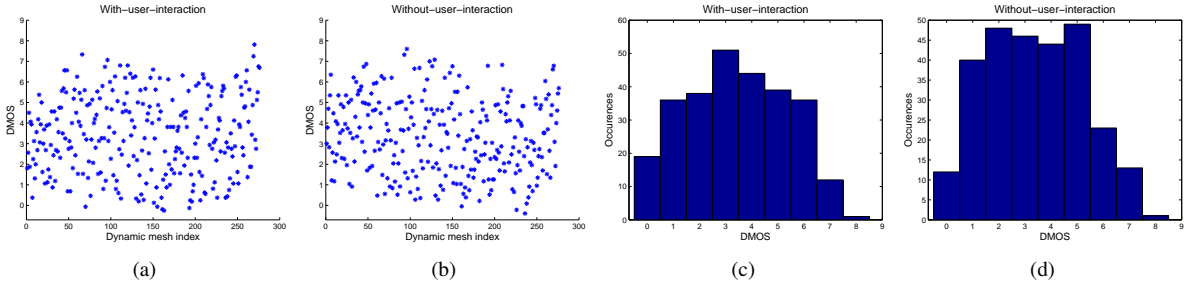 With-user-interaction
DMOS
9
8
7
6
5
4
3
2
1
0
0 50 100 150 200 250 300
Dynamic mesh index
(a)
Without-user-interaction
DMOS
9
8
7
6
5
4
3
2
1
0
0 50 100 150 200 250 300
Dynamic mesh index
(b)
With-user-interaction
Occurences
60
50
40
30
20
10
0
0 1 2 3 4 5 6 7 8 9
DMOS
(c)
Without-user-interaction
Occurences
50
45
40
35
30
25
20
15
10
5
0
0 1 2 3 4 5 6 7 8 9
DMOS
(d)